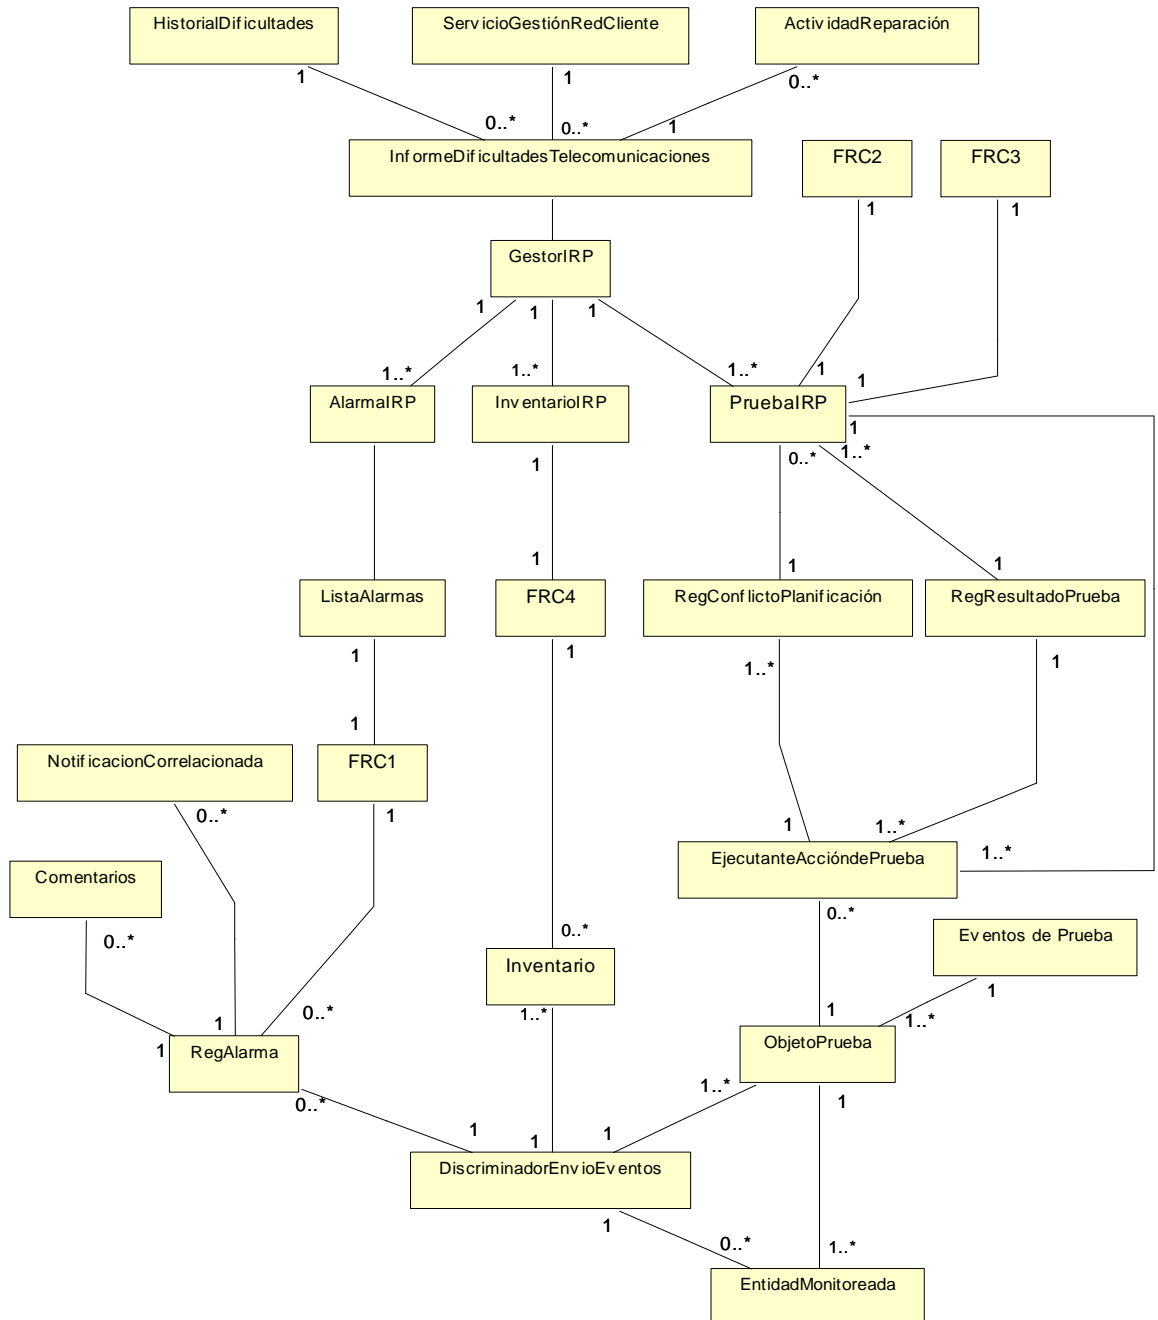 HistorialDificultades
ServicioGestiónRedCliente
ActividadReparación
1
1
0..*
0..*
0..*
1
InformeDificultadesTelecomunicaciones
FRC2
FRC3
1
1
GestorIRP
1
1
1
1..*
1..*
1..*
1
1
AlarmaIRP
InventarioIRP
PruebaIRP
1
1
0..*
1..*
1
1
1
ListaAlarmas
FRC4
RegConflictoPlanificación
RegResultadoPrueba
1
1
1..*
1
1
NotificacionCorrelacionada
FRC1
0..*
1
1
1..*
1..*
EjecutanteAccióndePrueba
Comentarios
0..*
0..*
0..*
Eventos de Prueba
Inventario
1
1..*
0..*
1
1
1..*
1
RegAlarma
ObjetoPrueba
0..*
1..*
1
1
1
1
DiscriminadorEnvioEventos
1
0..*
1..*
EntidadMonitoreada